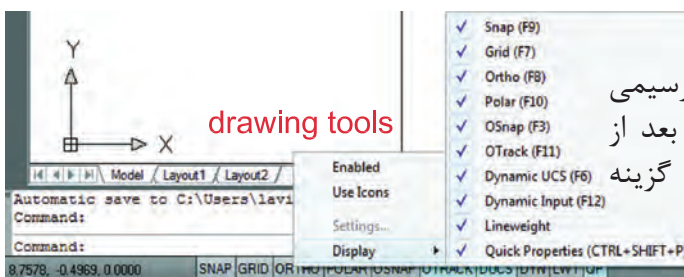 Y
X
drawing tools
Model / Layout1 / Layout2 /
Automatic save to C:\Users\lavi
Command:
Command:
8.7578, -0.4969, 0.0000 SNAP GRID ORTHO POLAR OSNAP OTRACK DUCS DYN LWT QP
Enabled
Use Icons
Settings...
Display
Snap (F9)
Grid (F7)
Ortho (F8)
Polar (F10)
OSnap (F3)
OTrack (F11)
Dynamic UCS (F6)
Dynamic Input (F12)
Lineweight
Quick Properties (CTRL+SHIFT+P)
رسیمی
بعد از
گزینه